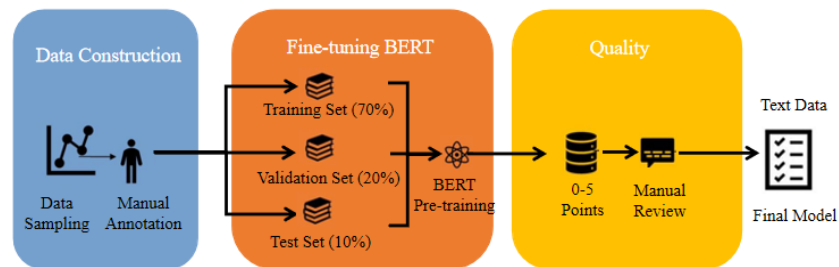 Data Construction
Data
Sampling
Manual
Annotation
Fine-tuning BERT
Training Set (70%)
Validation Set (20%)
Test Set (10%)
BERT
Pre-training
Quality
0-5
Points
Manual
Review
Text Data
Final Model